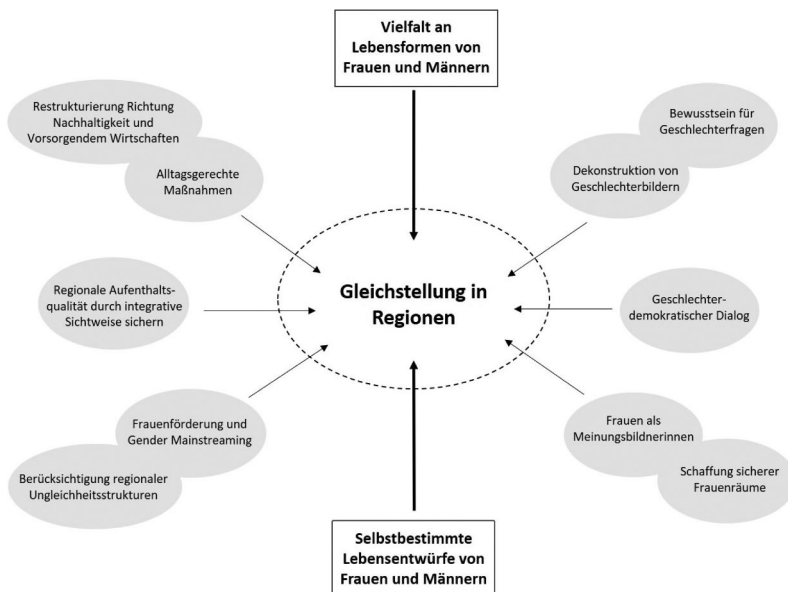 Vielfalt an
Lebensformen von
Frauen und Männern
Restrukturierung Richtung
Nachhaltigkeit und
Vorsorgendem Wirtschaften
Alltagsgerechte
Maßnahmen
Bewusstsein für
Geschlechterfragen
Dekonstruktion von
Geschlechterbildern
Regionale Aufenthalts-
qualität durch integrative
Sichtweise sichern
Gleichstellung in
Regionen
Geschlechter-
demokratischer Dialog
Frauenförderung und
Gender Mainstreaming
Berücksichtigung regionaler
Ungleichheitsstrukturen
Frauen als
Meinungsbildnerinnen
Schaffung sicherer
Frauenräume
Selbstbestimmte
Lebensentwürfe von
Frauen und Männern